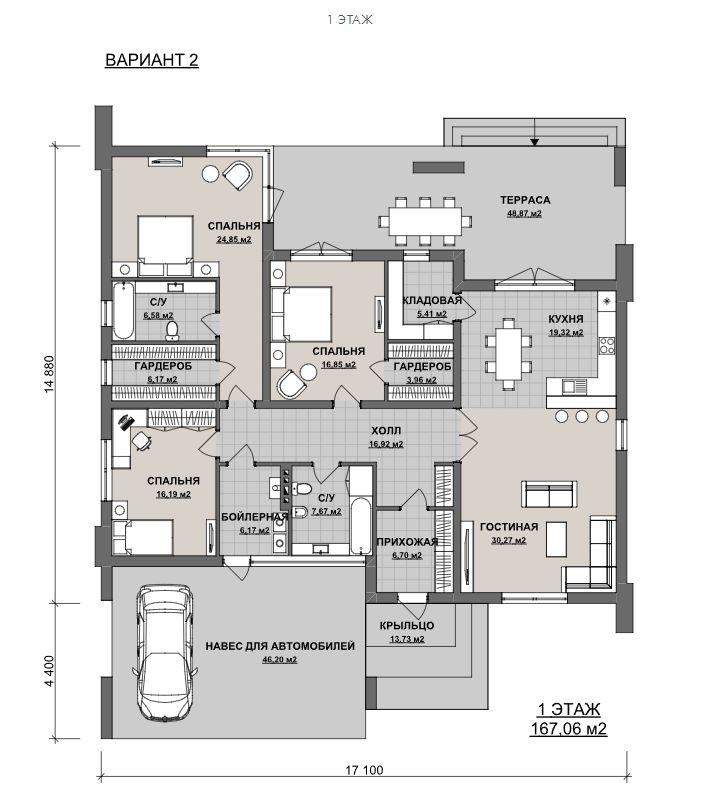 1 ЭТАЖ
ВАРИАНТ 2
ТЕРРАСА
48,87 м2
СПАЛЬНЯ
24,85 м2
С/У
6,58 м2
КЛАДОВАЯ
5,41 м2
КУХНЯ
19,32 м2
СПАЛЬНЯ
16,85 м2
ГАРДЕРОБ
6,17 м2
ГАРДЕРОБ
3,96 м2
14 880
ХОЛЛ
16,92 м2
СПАЛЬНЯ
16,19 м2
С/У
7,67 м2
БОЙЛЕРНАЯ
6,17 м2
ГОСТИНАЯ
30,27 м2
ПРИХОЖАЯ
6,70 м2
КРЫЛЬЦО
13,73 м2
НАВЕС ДЛЯ АВТОМОБИЛЕЙ
46,20 м2
4 400
1 ЭТАЖ
167,06 м2
17 100